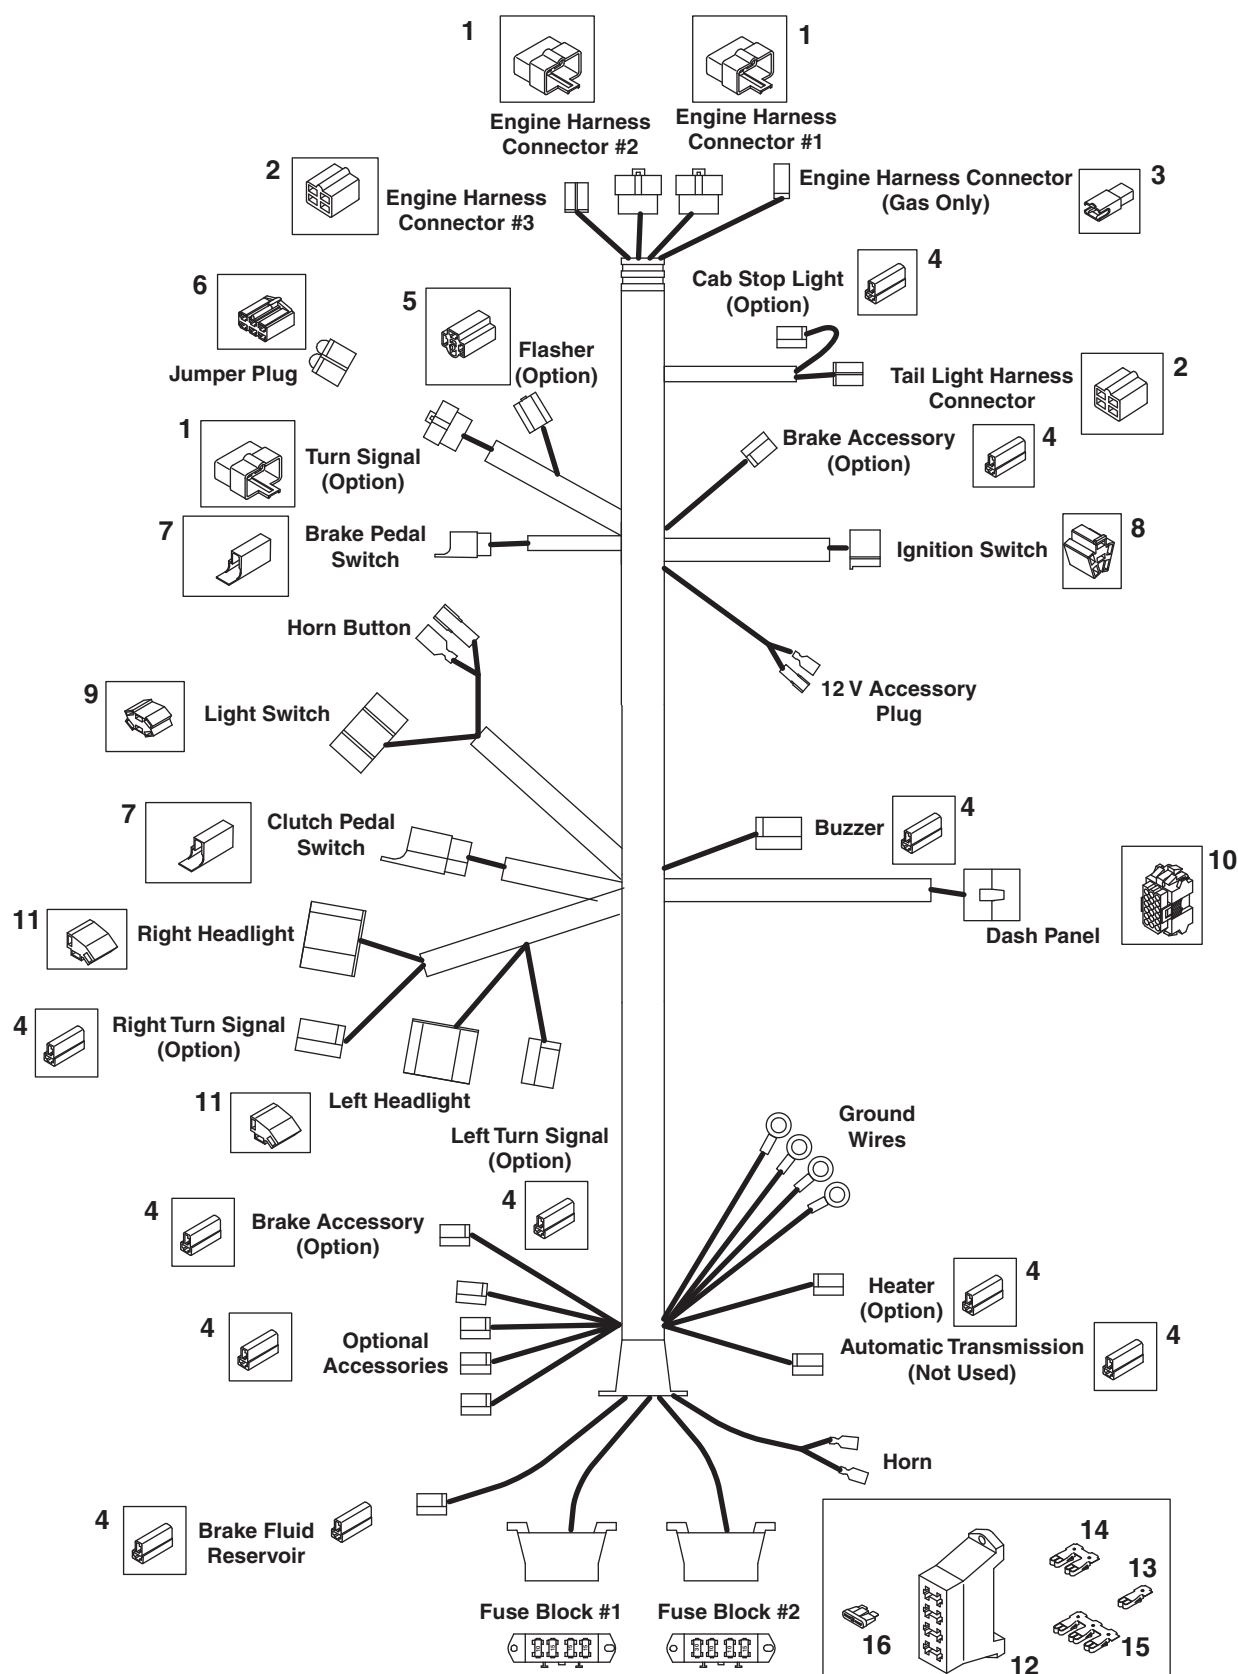 1
1
Engine Harness
Connector #2
Engine Harness
Connector #1
2
Engine Harness
Connector #3
Engine Harness Connector
(Gas Only)
3
6
Jumper Plug
5
Flasher
(Option)
Cab Stop Light
(Option)
4
Tail Light Harness
Connector
2
1
Turn Signal
(Option)
Brake Accessory
(Option)
4
7
Brake Pedal
Switch
Ignition Switch
8
Horn Button
12 V Accessory
Plug
9
Light Switch
7
Clutch Pedal
Switch
Buzzer
4
10
Dash Panel
11
Right Headlight
4
Right Turn Signal
(Option)
11
Left Headlight
Left Turn Signal
(Option)
4
Ground
Wires
4
Brake Accessory
(Option)
Heater
(Option)
4
4
Optional
Accessories
Automatic Transmission
(Not Used)
4
Horn
4
Brake Fluid
Reservoir
Fuse Block #1
Fuse Block #2
14
13
16
15
12